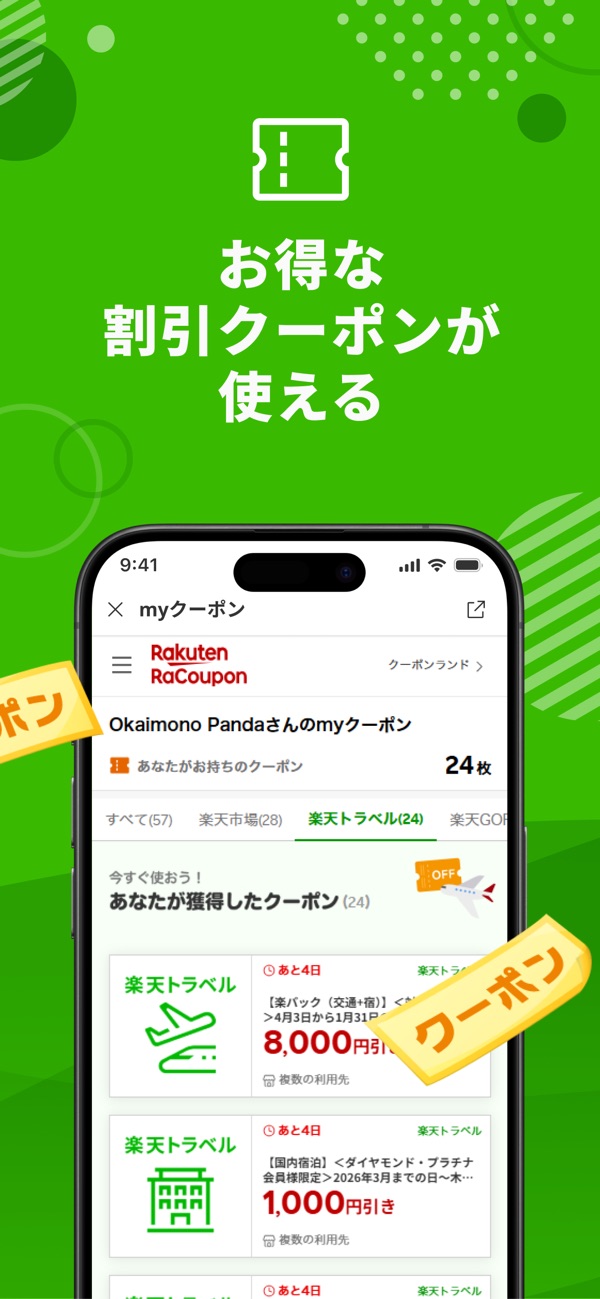 お得な
割引クーポンが
使える
9:41
myクーポン
Rakuten
RaCoupon
クーポンランド
Okaimono Pandaさんのmyクーポン
あなたがお持ちのクーポン
24枚
すべて(57)
楽天市場(28)
楽天トラベル(24)
楽天GOR
今すぐ使おう！
あなたが獲得したクーポン(24)
OFF
ポン
楽天トラベル
あと4日
楽天トラ
【楽パック（交通+宿）】<
>4月3日から1月31日
8,000円引
複数の利用先
クーポン
楽天トラベル
あと4日
楽天トラベル
【国内宿泊】＜ダイヤモンド・プラチナ
会員様限定＞2026年3月までの日～木…
1,000円引き
複数の利用先
あと4日
楽天トラベル